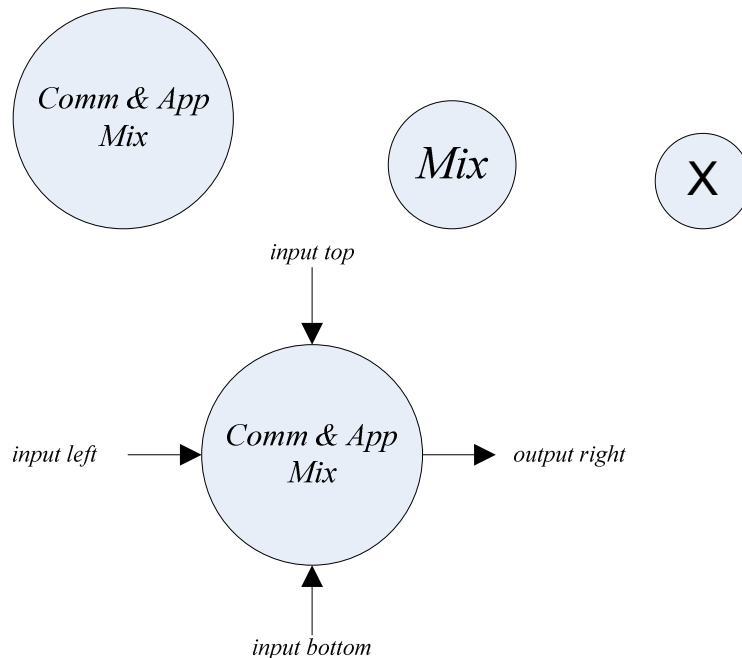 Comm & App
Mix
Mix
X
input top
input left
Comm & App
Mix
output right
input bottom